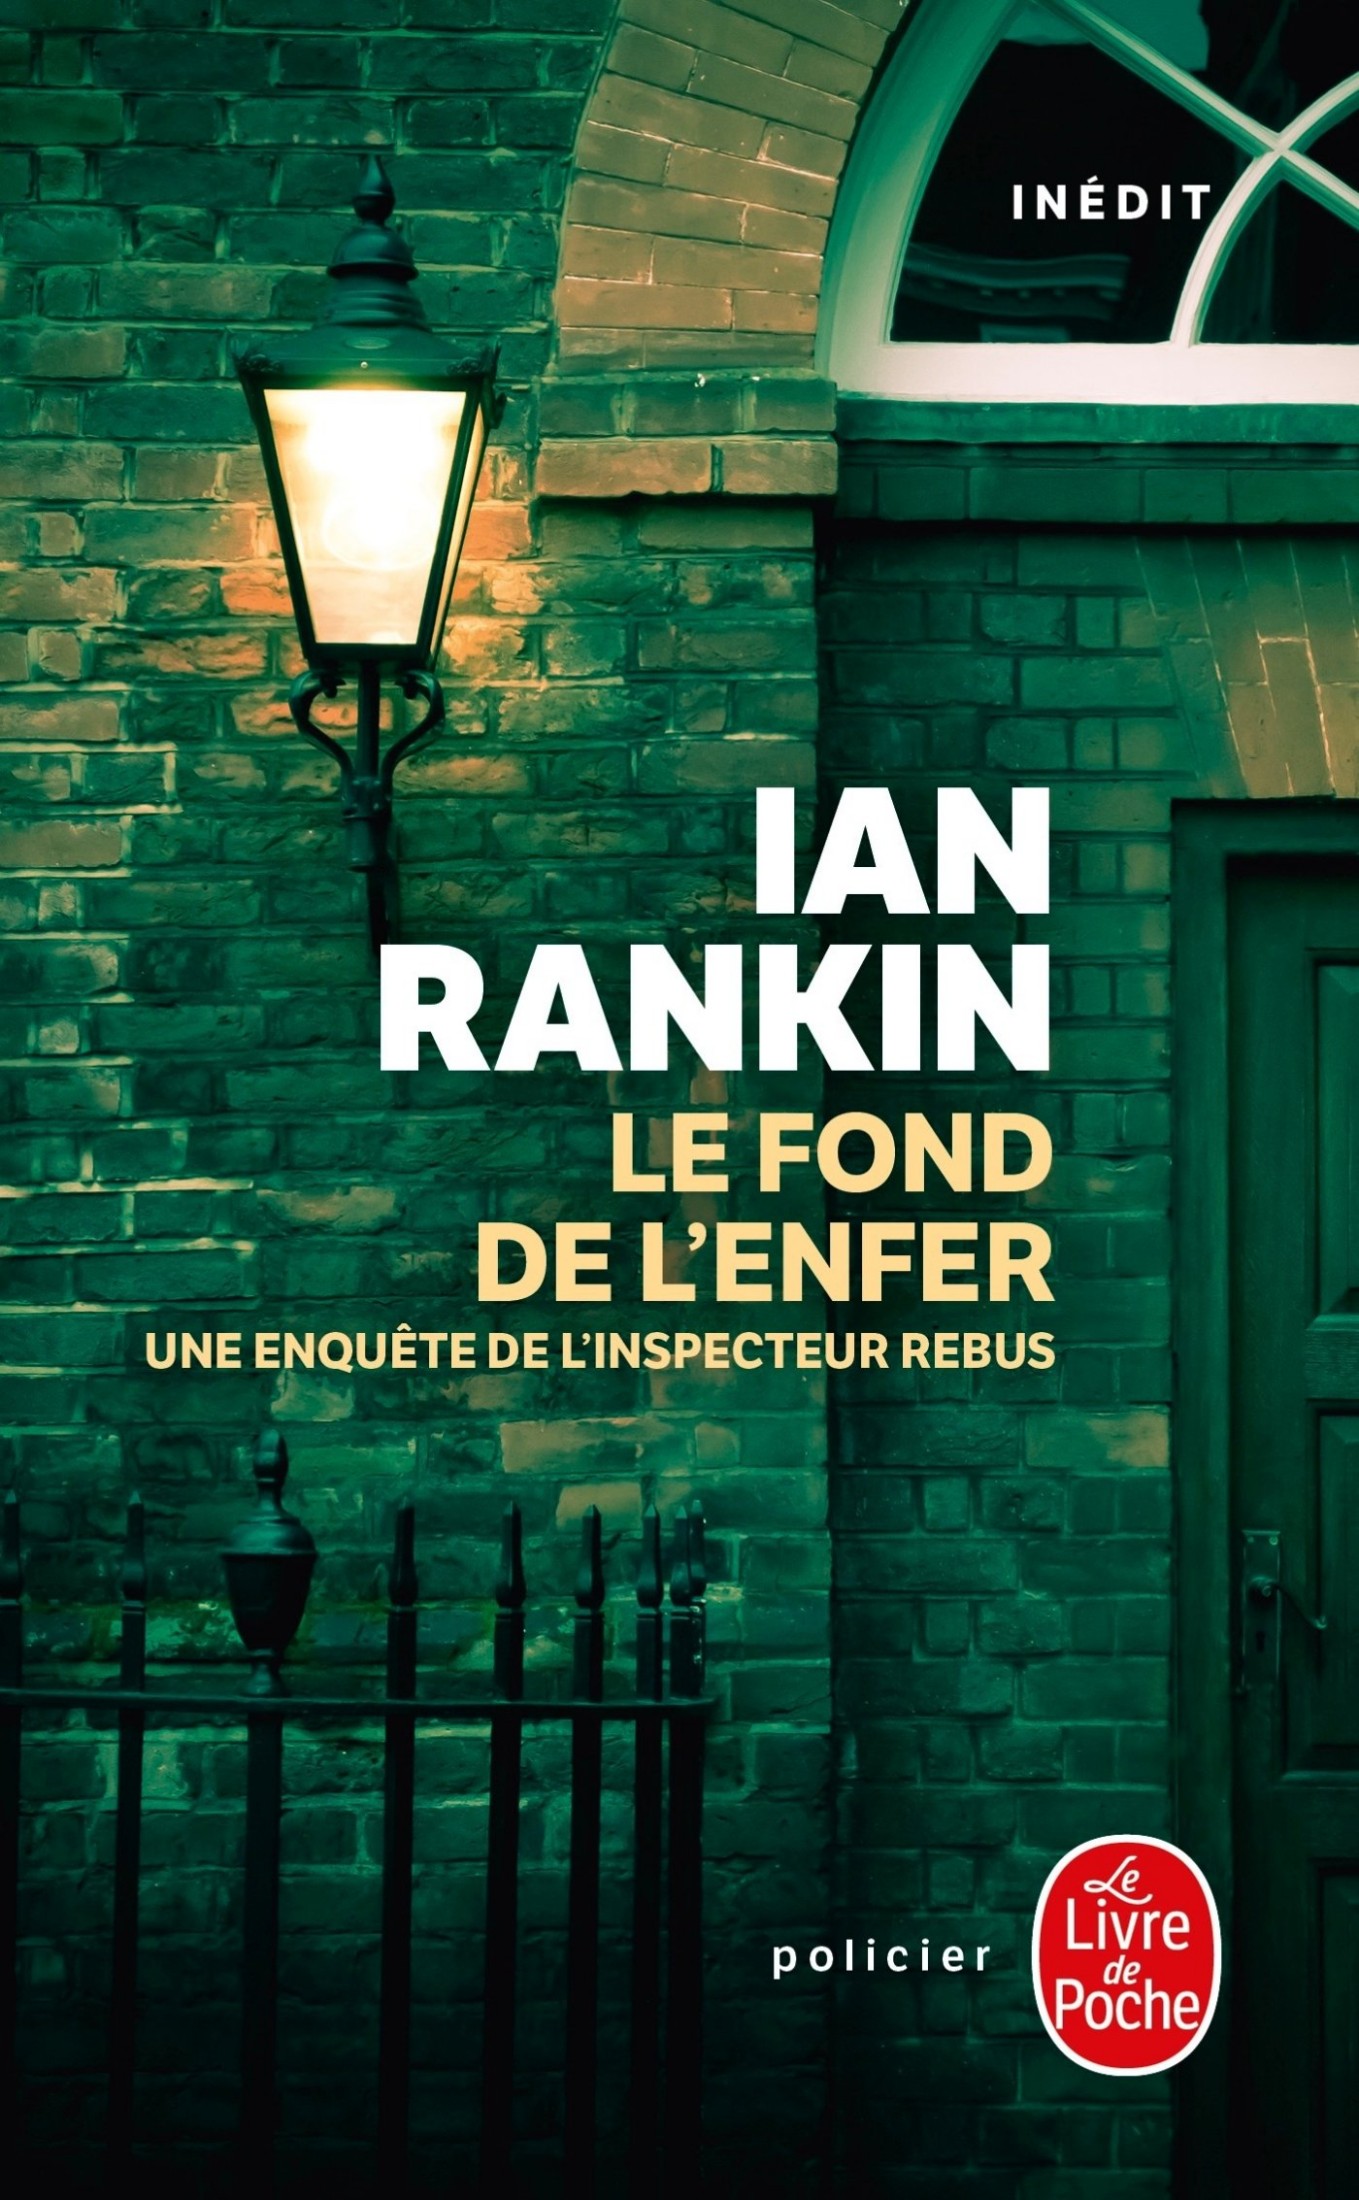 INÉDIT
IAN
RANKIN
LE FOND
DE L’ENFER
UNE ENQUÊTE DE L’INSPECTEUR REBUS
policier
Le
Livre
de
Poche